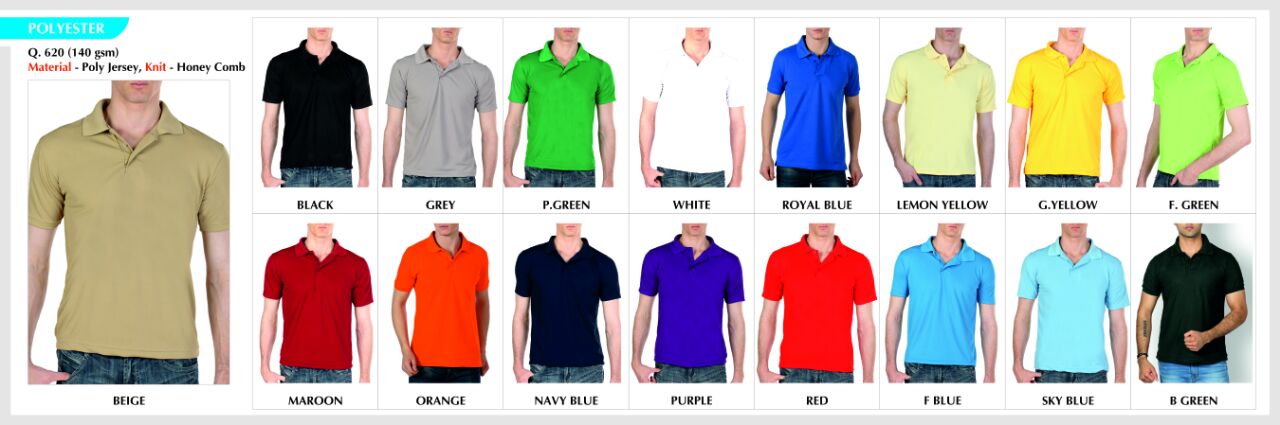 POLYESTER
Q. 620 (140 gsm)
Material - Poly Jersey, Knit - Honey Comb
BEIGE
BLACK
GREY
P.GREEN
WHITE
ROYAL BLUE
LEMON YELLOW
G.YELLOW
F. GREEN
MAROON
ORANGE
NAVY BLUE
PURPLE
RED
F BLUE
SKY BLUE
B GREEN